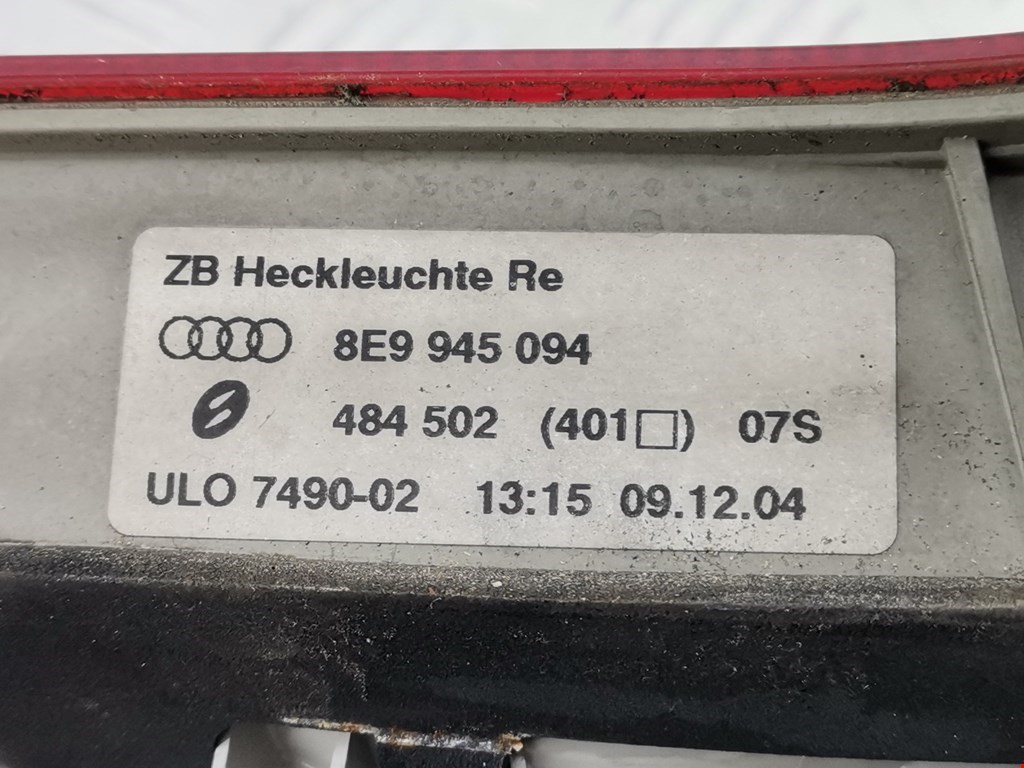 ZB Heckleuchte Re
8E9 945 094
484 502 (401□) 07S
ULO 7490-02 13:15 09.12.04